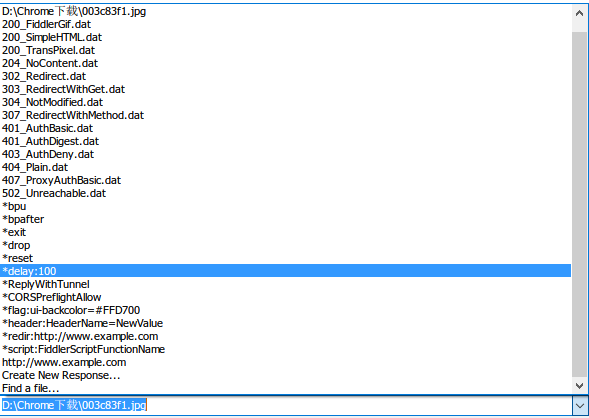 D:\Chrome下载\003c83f1.jpg
200_FiddlerGif.dat
200_SimpleHTML.dat
200_TransPixel.dat
204_NoContent.dat
302_Redirect.dat
303_RedirectWithGet.dat
304_NotModified.dat
307_RedirectWithMethod.dat
401_AuthBasic.dat
401_AuthDigest.dat
403_AuthDeny.dat
404_Plain.dat
407_ProxyAuthBasic.dat
502_Unreachable.dat
*bpu
*bpafter
*exit
*drop
*reset
*delay:100
*ReplyWithTunnel
*CORSPreflightAllow
*flag:ui-backcolor=#FFD700
*header:HeaderName=NewValue
*redir:http://www.example.com
*script:FiddlerScriptFunctionName
http://www.example.com
Create New Response...
Find a file...
D:\Chrome下载\003c83f1.jpg